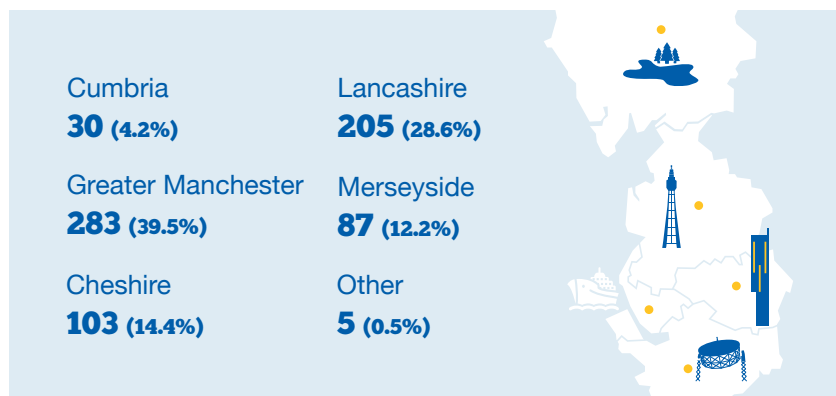 Cumbria
30 (4.2%)
Lancashire
205 (28.6%)
Greater Manchester
283 (39.5%)
Merseyside
87 (12.2%)
Cheshire
103 (14.4%)
Other
5 (0.5%)